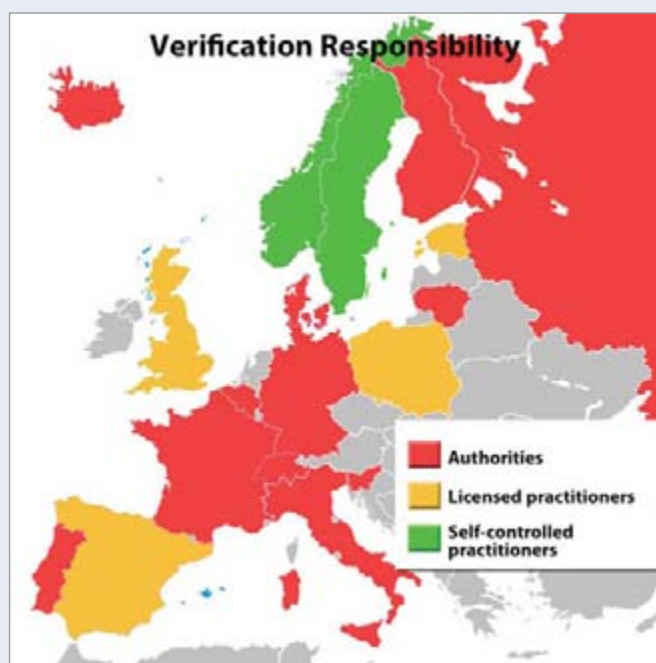 Verification Responsibility
Authorities
Licensed practitioners
Self-controlled
practitioners